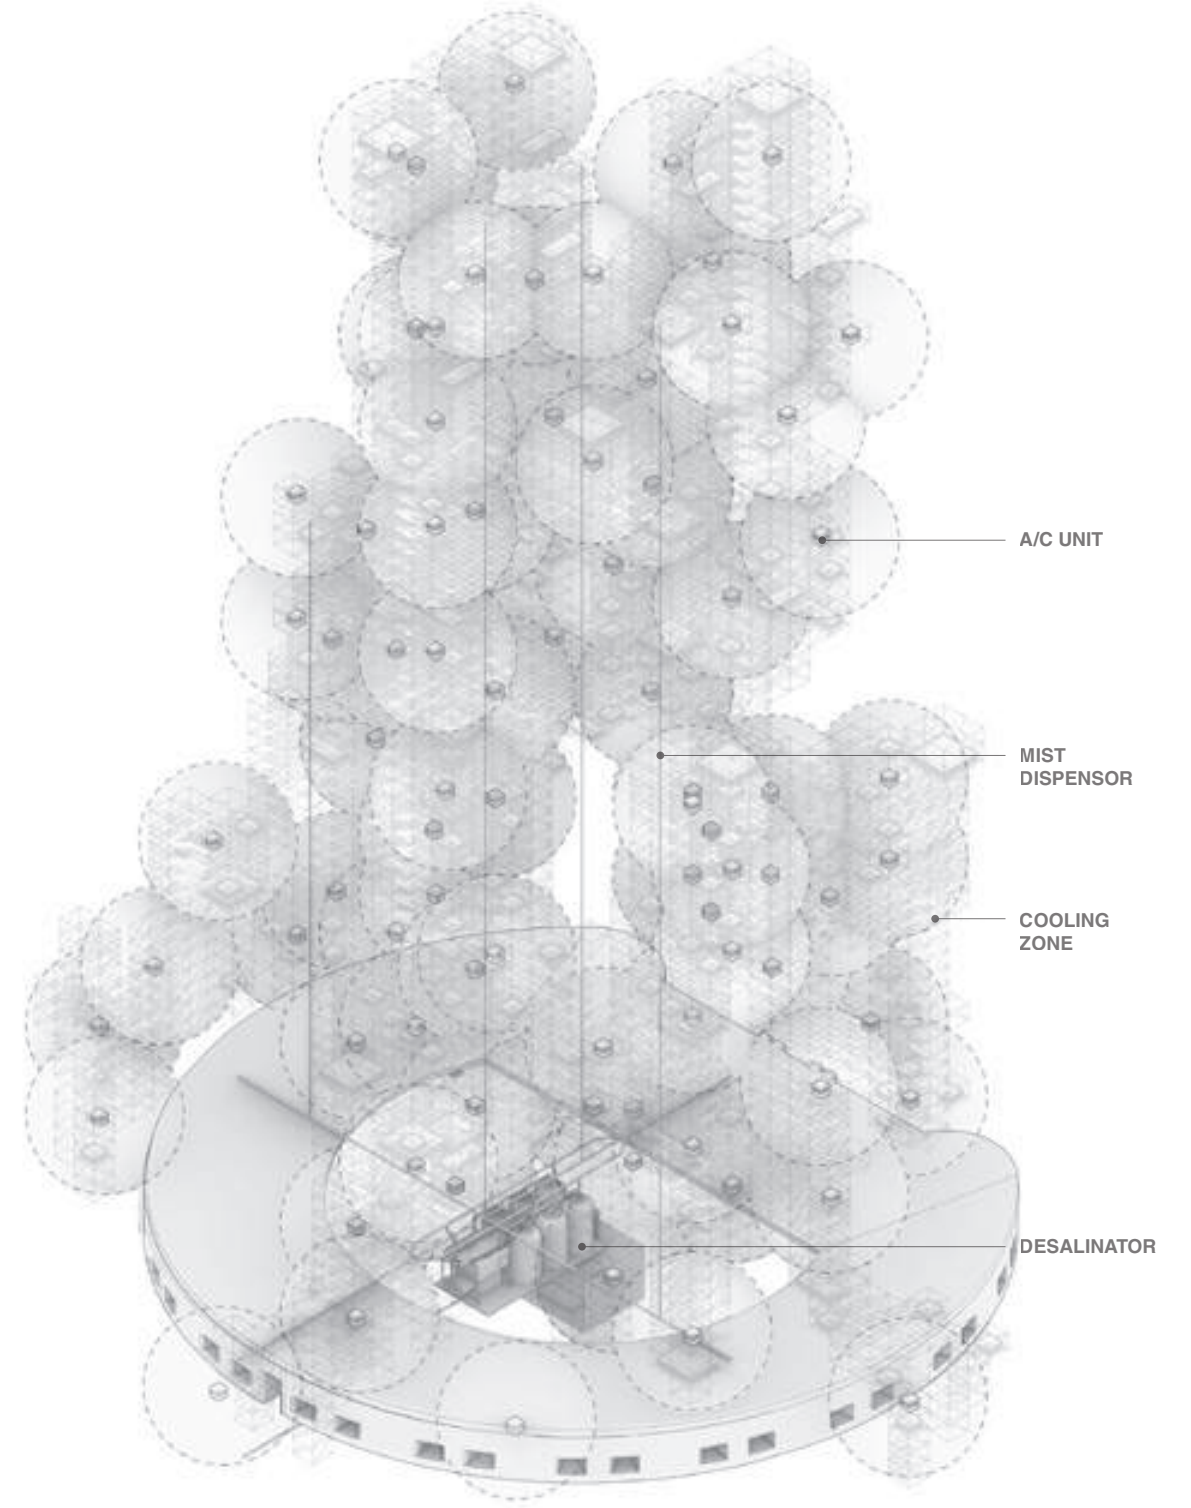 A/C UNIT
MIST
DISPENSOR
COOLING
ZONE
DESALINATOR